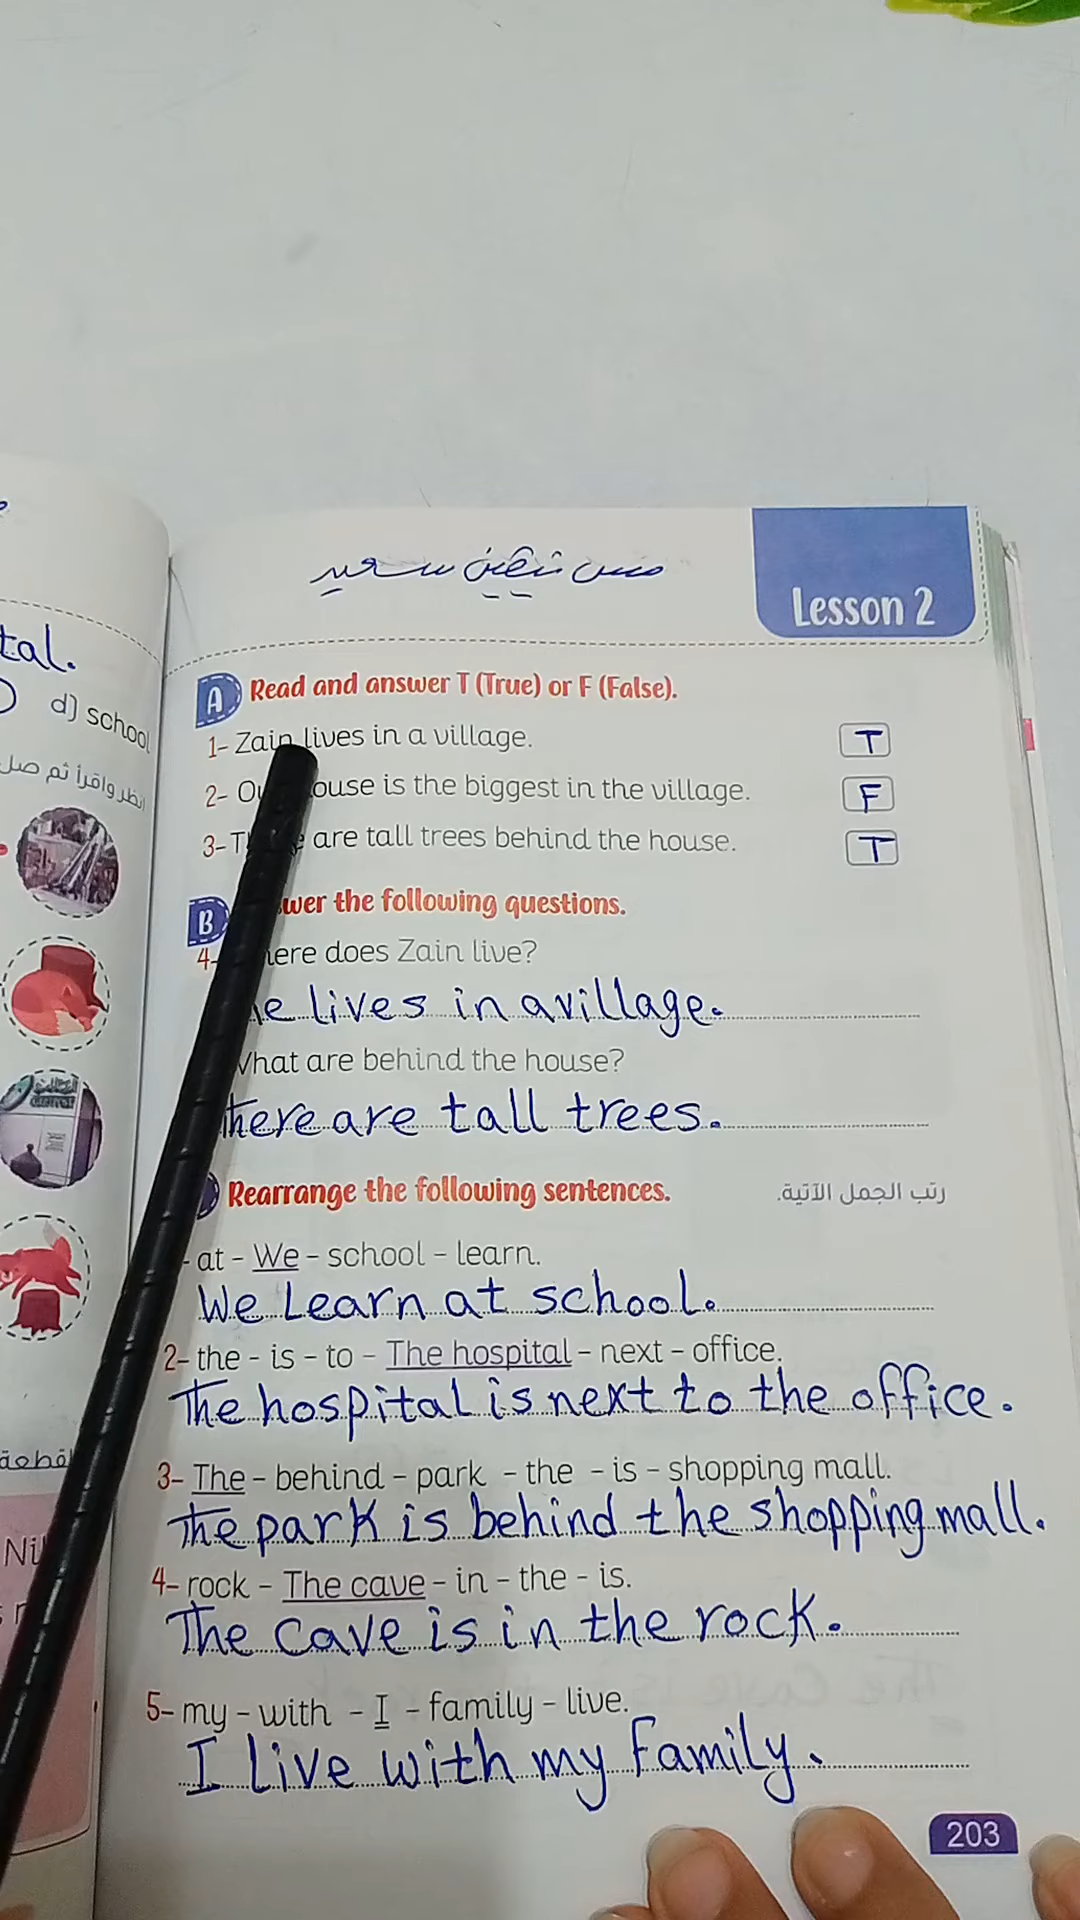 tal.
d) school
انظر واقرأ ثم صل
Ni
مس نيفين سعيد
Lesson 2
A Read and answer T (True) or F (False).
1- Zain lives in a village. T
2- house is the biggest in the village. F
3- are tall trees behind the house. T
B the following questions.
4- does Zain live?
lives in a village.
What are behind the house?
There are tall trees.
Rearrange the following sentences. رتب الجمل الآتية.
- at - We - school - learn.
We Learn at school.
2- the - is - to - The hospital - next - office.
The hospital is next to the office.
3- The - behind - park - the - is - shopping mall.
The park is behind the shopping mall.
4- rock - The cave - in - the - is.
The cave is in the rock.
5- my - with - I - family - live.
I live with my family.
203